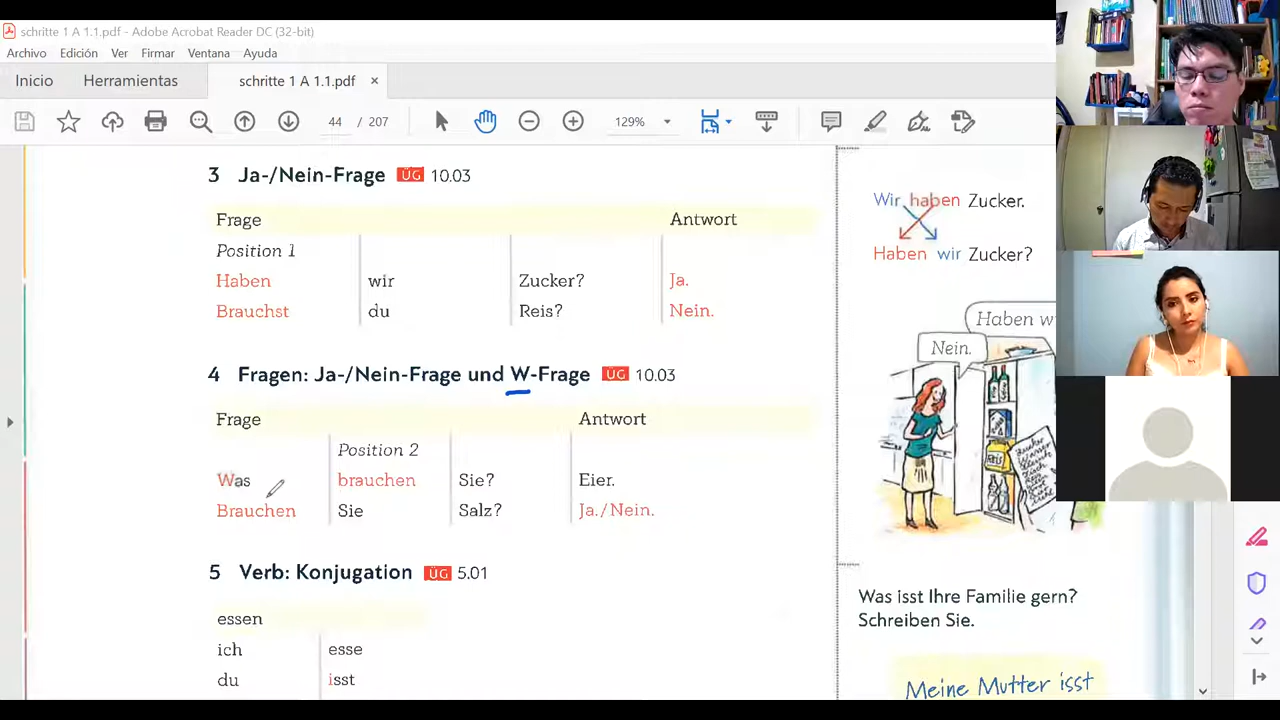 schritte 1 A 1.1.pdf - Adobe Acrobat Reader DC (32-bit)
Archivo Edición Ver Firmar Ventana Ayuda
Inicio Herramientas schritte 1 A 1.1.pdf ×
44 / 207 129%
3 Ja-/Nein-Frage ÜG 10.03
Frage Antwort
Position 1
Haben wir Zucker? Ja.
Brauchst du Reis? Nein.
4 Fragen: Ja-/Nein-Frage und W-Frage ÜG 10.03
Frage Antwort
Position 2
Was brauchen Sie? Eier.
Brauchen Sie Salz? Ja./Nein.
5 Verb: Konjugation ÜG 5.01
essen
ich esse
du isst
Wir haben Zucker.
Haben wir Zucker?
Haben w
Nein.
Was isst Ihre Familie gern?
Schreiben Sie.
Meine Mutter isst